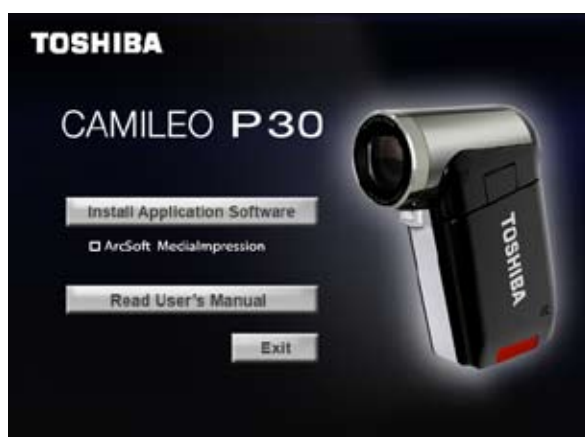 TOSHIBA
CAMILEO P30
Install Application Software
ArcSoft MediaImpression
Read User's Manual
Exit
TOSHIBA